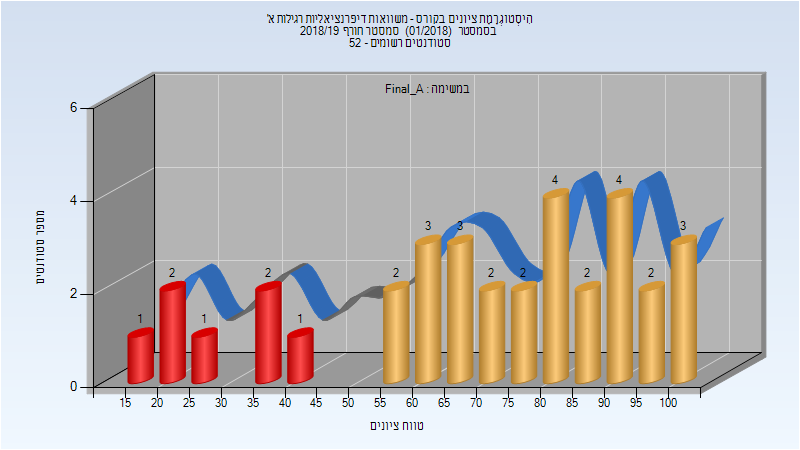 הִיסְטוֹגְרַמַּת ציונים בקורס - משוואות דיפרנציאליות רגילות א'
בסמסטר (01/2018) סמסטר חורף 2018/19
52 - סטודנטים רשומים
במשימה : Final_A
מספר סטודנטים
6
4
2
0
1 2 1 2 1 2 3 3 2 2 4 2 4 2 3
15 20 25 30 35 40 45 50 55 60 65 70 75 80 85 90 95 100
טווח ציונים